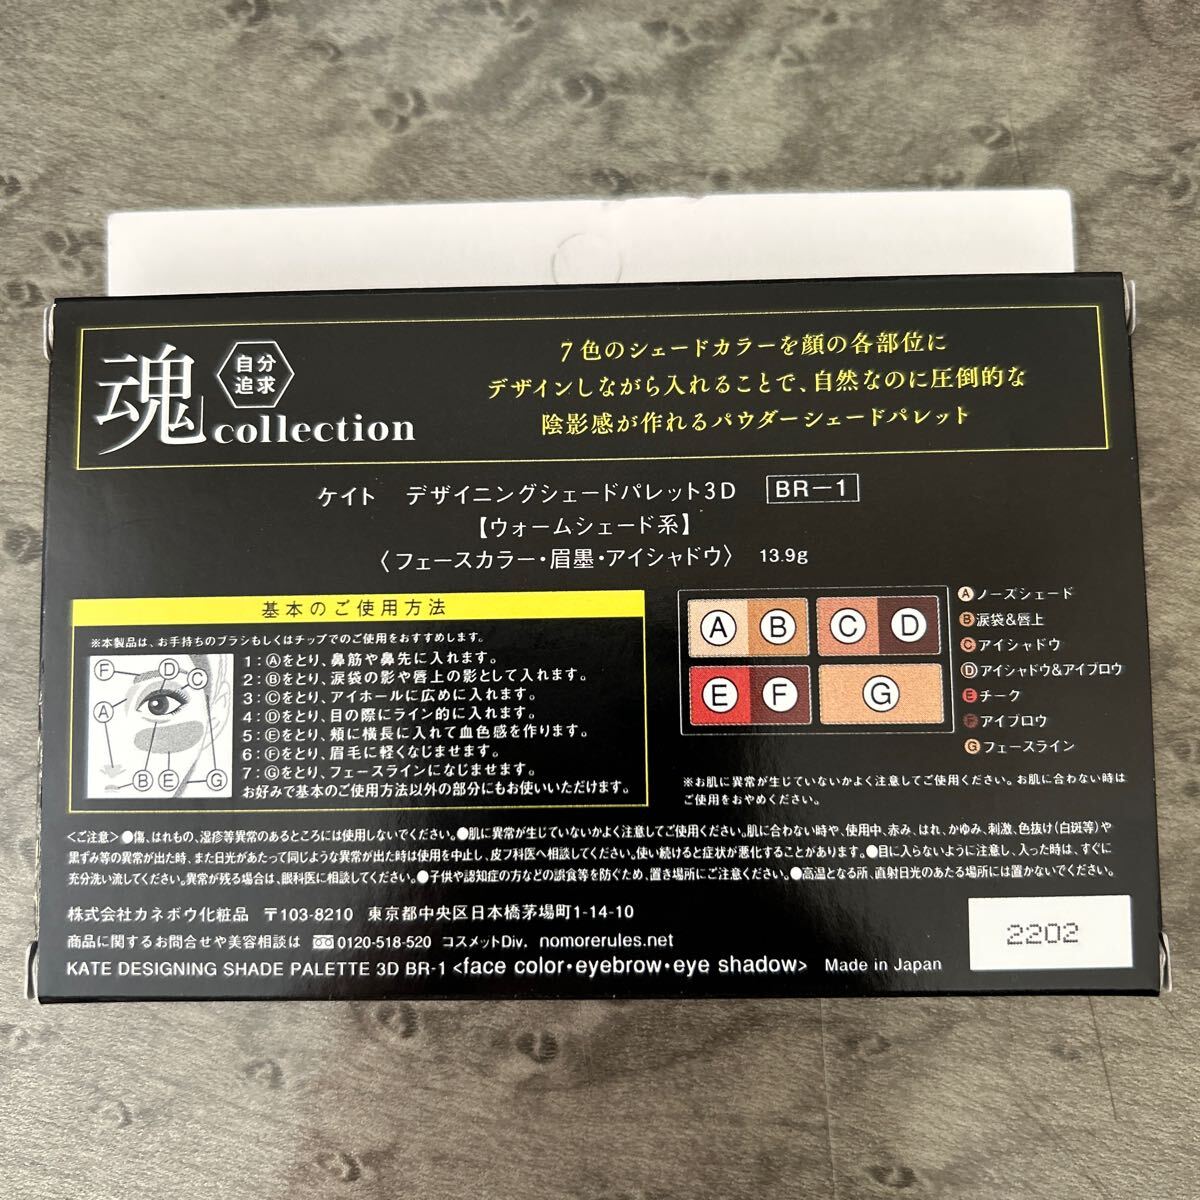 魂
自分
追求
collection
7色のシェードカラーを顔の各部位に
デザインしながら入れることで、自然なのに圧倒的な
陰影感が作れるパウダーシェードパレット
ケイト デザイニングシェードパレット3D BR-1
【ウォームシェード系】
〈フェースカラー・眉墨・アイシャドウ〉 13.9g
基本のご使用方法
※本製品は、お手持ちのブラシもしくはチップでのご使用をおすすめします。
F D C
A
B E G
1:Ⓐをとり、鼻筋や鼻先に入れます。
2:Ⓑをとり、涙袋の影や唇上の影として入れます。
3:Ⓒをとり、アイホールに広めに入れます。
4:Ⓓをとり、目の際にライン的に入れます。
5:Ⓔをとり、頬に横長に入れて血色感を作ります。
6:Ⓕをとり、眉毛に軽くなじませます。
7:Ⓖをとり、フェースラインになじませます。
お好みで基本のご使用方法以外の部分にもお使いいただけます。
A B C D
E F G
Ⓐノーズシェード
Ⓑ涙袋&唇上
Ⓒアイシャドウ
Ⓓアイシャドウ&アイブロウ
Ⓔチーク
Ⓕアイブロウ
Ⓖフェースライン
※お肌に異常が生じていないかよく注意してご使用ください。お肌に合わない時は
ご使用をおやめください。
<ご注意>●傷、はれもの、湿疹等異常のあるところには使用しないでください。●肌に異常が生じていないかよく注意してご使用ください。肌に合わない時や、使用中、赤み、はれ、かゆみ、刺激、色抜け(白斑等)や
黒ずみ等の異常が出た時、また日光があたって同じような異常が出た時は使用を中止し、皮フ科医へ相談してください。使い続けると症状が悪化することがあります。●目に入らないように注意し、入った時は、すぐに
充分洗い流してください。異常が残る場合は、眼科医に相談してください。●子供や認知症の方などの誤食等を防ぐため、置き場所にご注意ください。●高温となる所、直射日光のあたる場所には置かないでください。
株式会社カネボウ化粧品 〒103-8210 東京都中央区日本橋茅場町1-14-10
商品に関するお問合せや美容相談は 0120-518-520 コスメットDiv. nomorerules.net
KATE DESIGNING SHADE PALETTE 3D BR-1 <face color・eyebrow・eye shadow> Made in Japan
2202